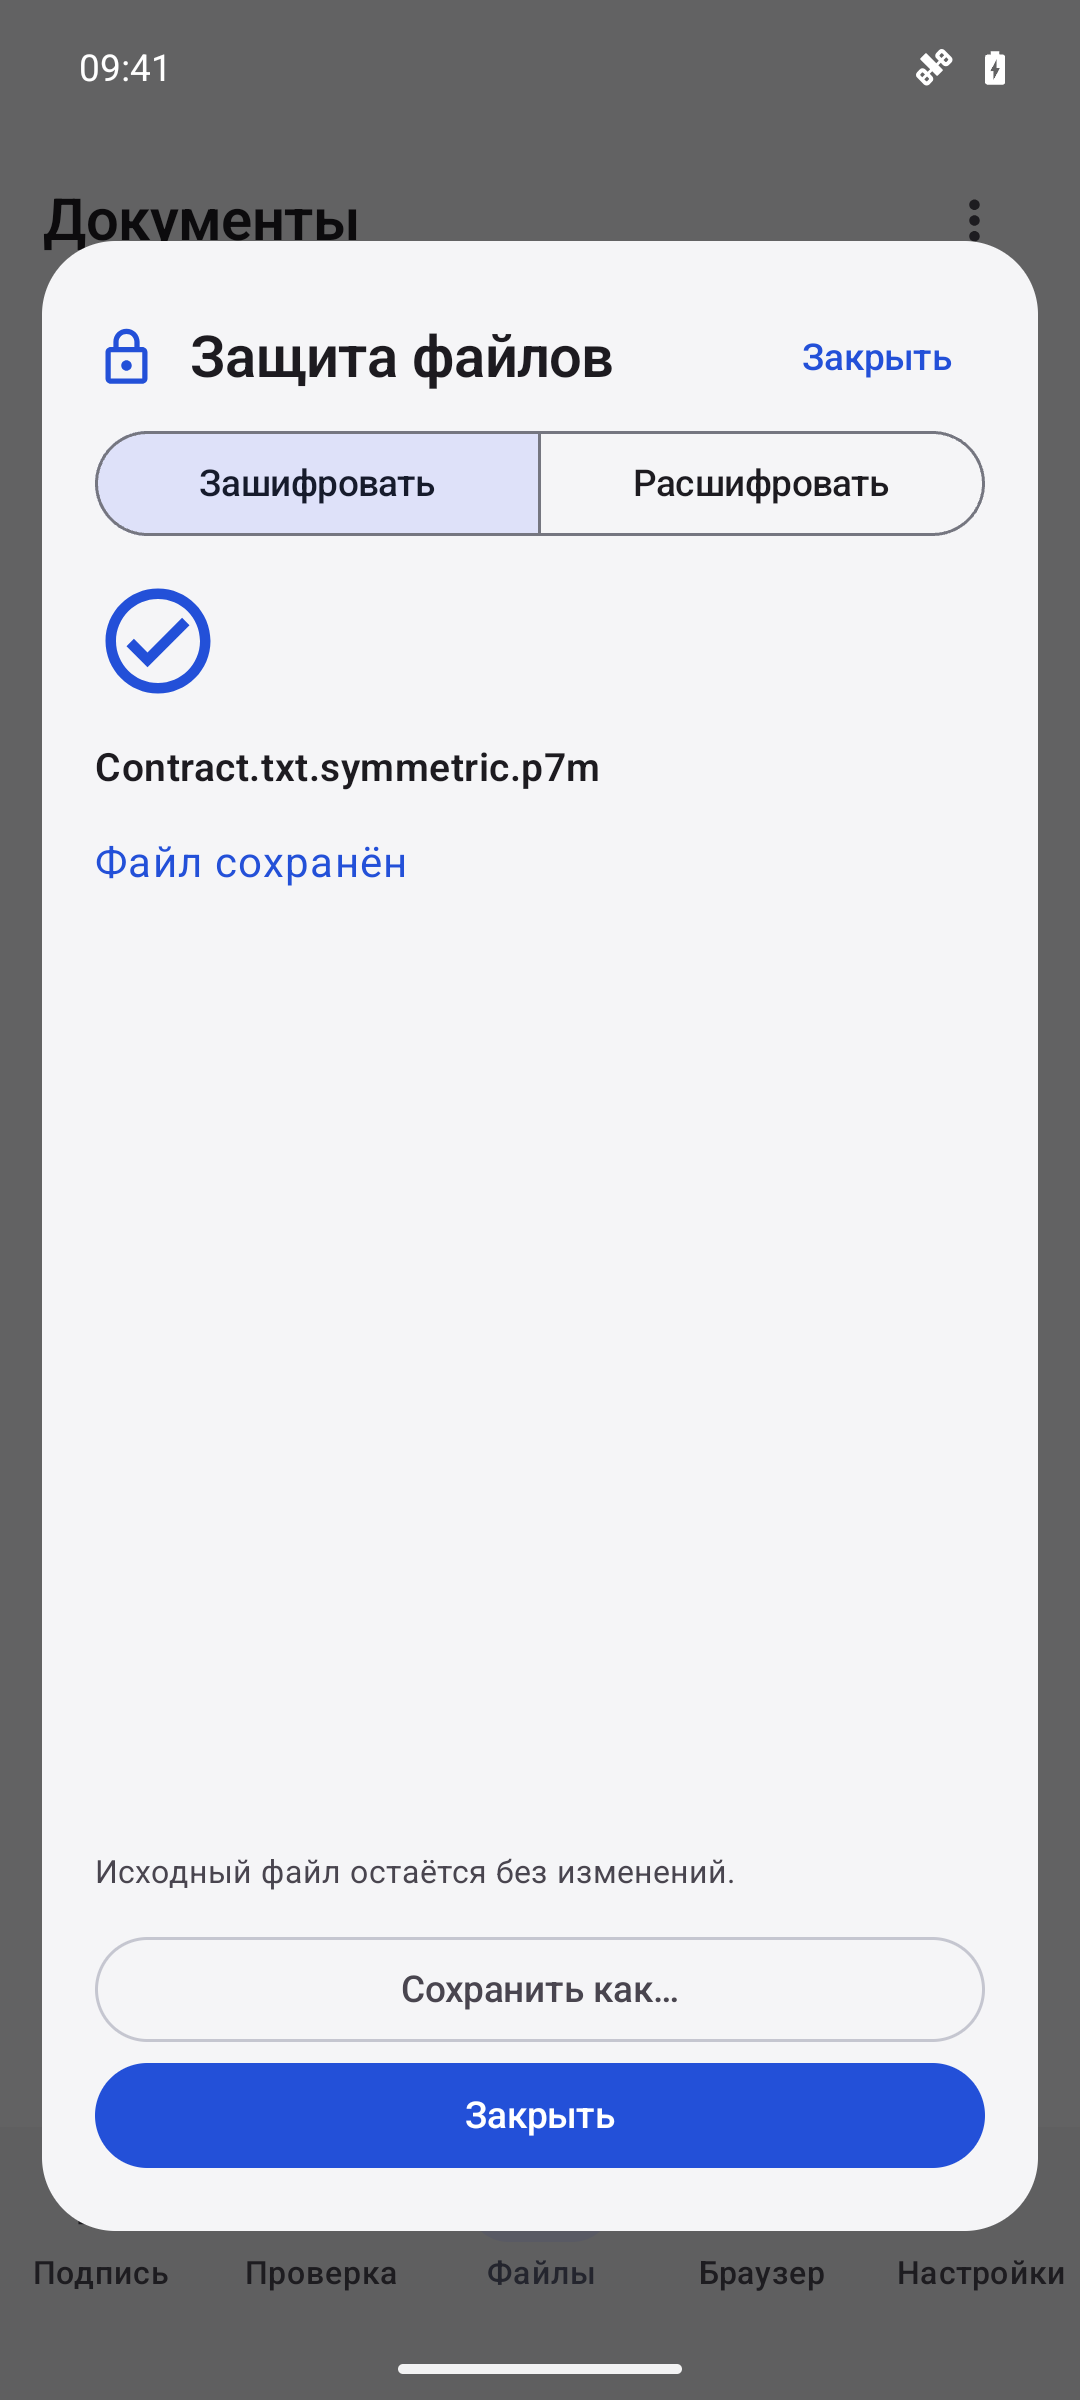 09:41
Документы
Защита файлов
Закрыть
Зашифровать
Расшифровать
Contract.txt.symmetric.p7m
Файл сохранён
Исходный файл остаётся без изменений.
Сохранить как...
Закрыть
Подпись
Проверка
Файлы
Браузер
Настройки